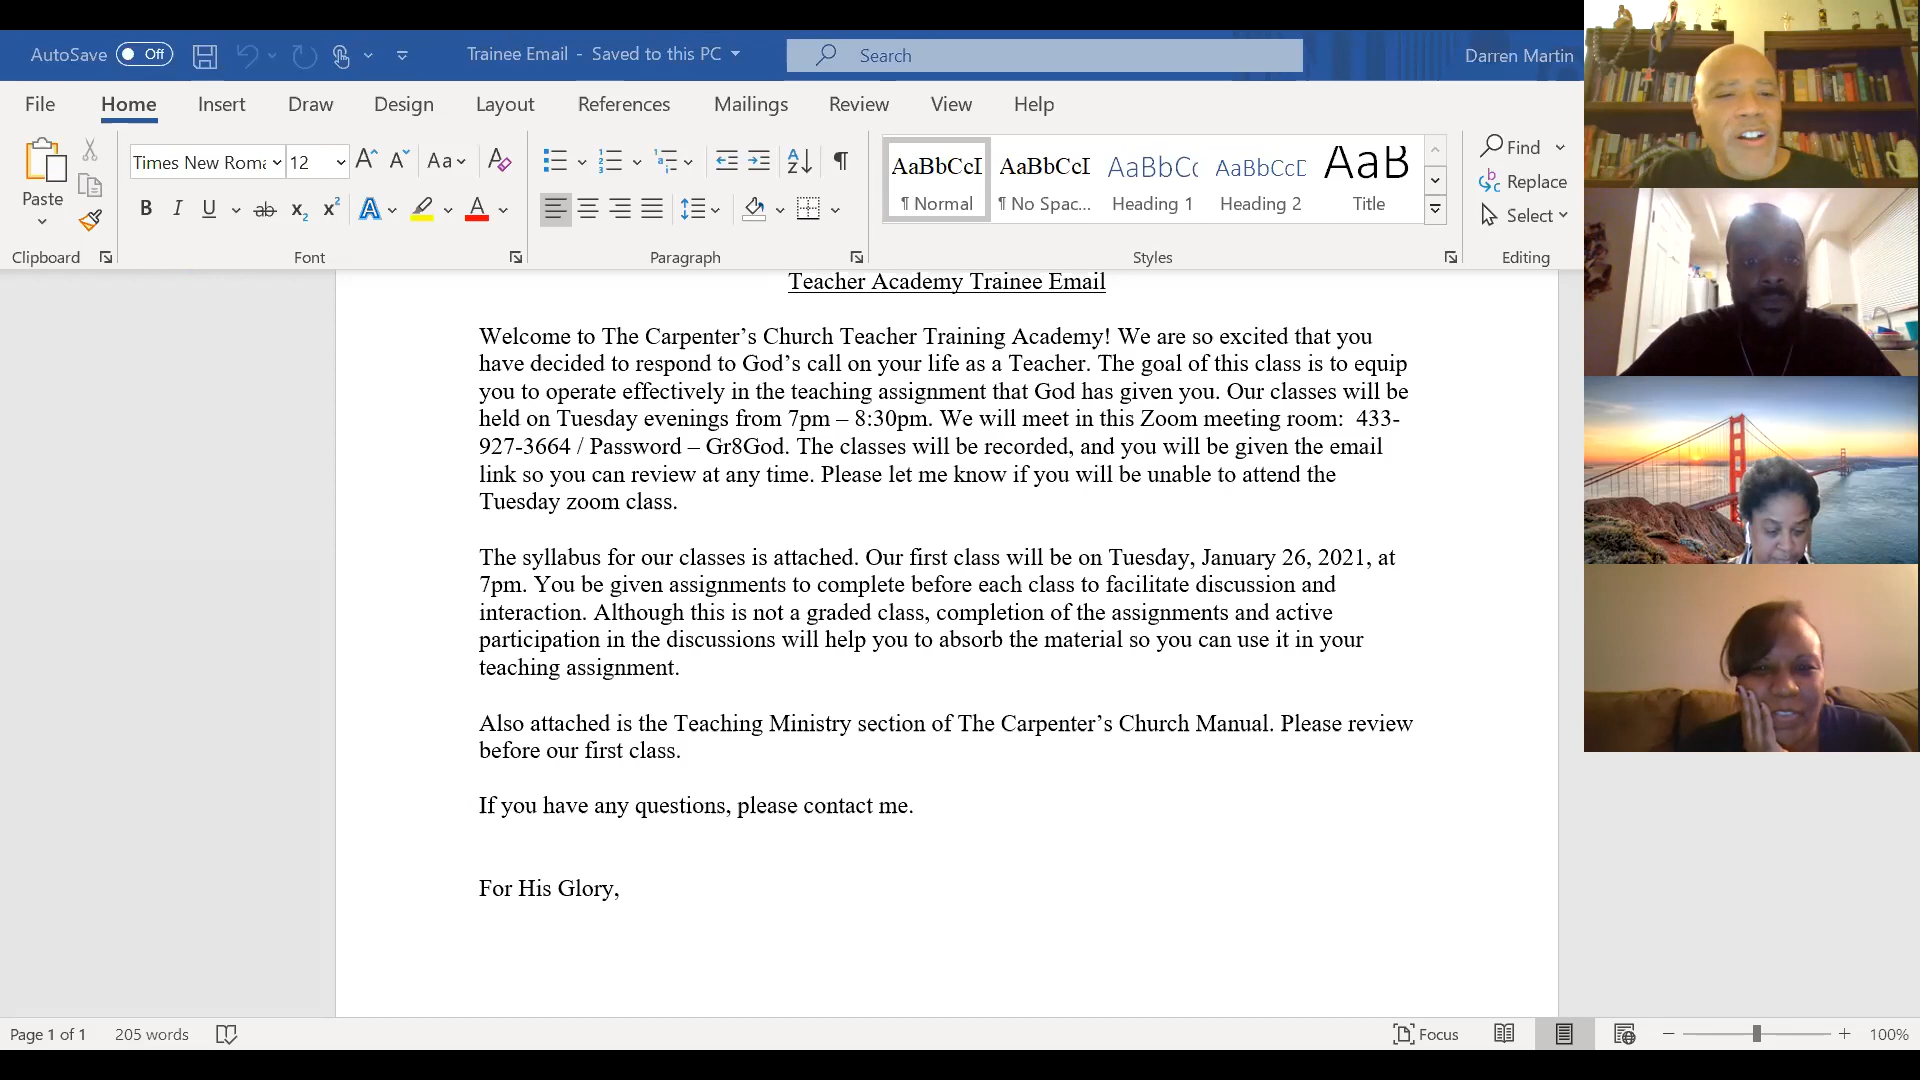 AutoSave Off Trainee Email - Saved to this PC Search Darren Martin
File Home Insert Draw Design Layout References Mailings Review View Help
Times New Roma 12 Aa
AaBbCcI AaBbCcI AaBbCc AaBbCcD AaB
Find
Paste
Replace
B I U ab x2 x2 A A
¶ Normal ¶ No Spac... Heading 1 Heading 2 Title
Select
Clipboard Font Paragraph Styles Editing
Teacher Academy Trainee Email
Welcome to The Carpenter’s Church Teacher Training Academy! We are so excited that you
have decided to respond to God’s call on your life as a Teacher. The goal of this class is to equip
you to operate effectively in the teaching assignment that God has given you. Our classes will be
held on Tuesday evenings from 7pm – 8:30pm. We will meet in this Zoom meeting room: 433-
927-3664 / Password – Gr8God. The classes will be recorded, and you will be given the email
link so you can review at any time. Please let me know if you will be unable to attend the
Tuesday zoom class.
The syllabus for our classes is attached. Our first class will be on Tuesday, January 26, 2021, at
7pm. You be given assignments to complete before each class to facilitate discussion and
interaction. Although this is not a graded class, completion of the assignments and active
participation in the discussions will help you to absorb the material so you can use it in your
teaching assignment.
Also attached is the Teaching Ministry section of The Carpenter’s Church Manual. Please review
before our first class.
If you have any questions, please contact me.
For His Glory,
Page 1 of 1 205 words Focus 100%